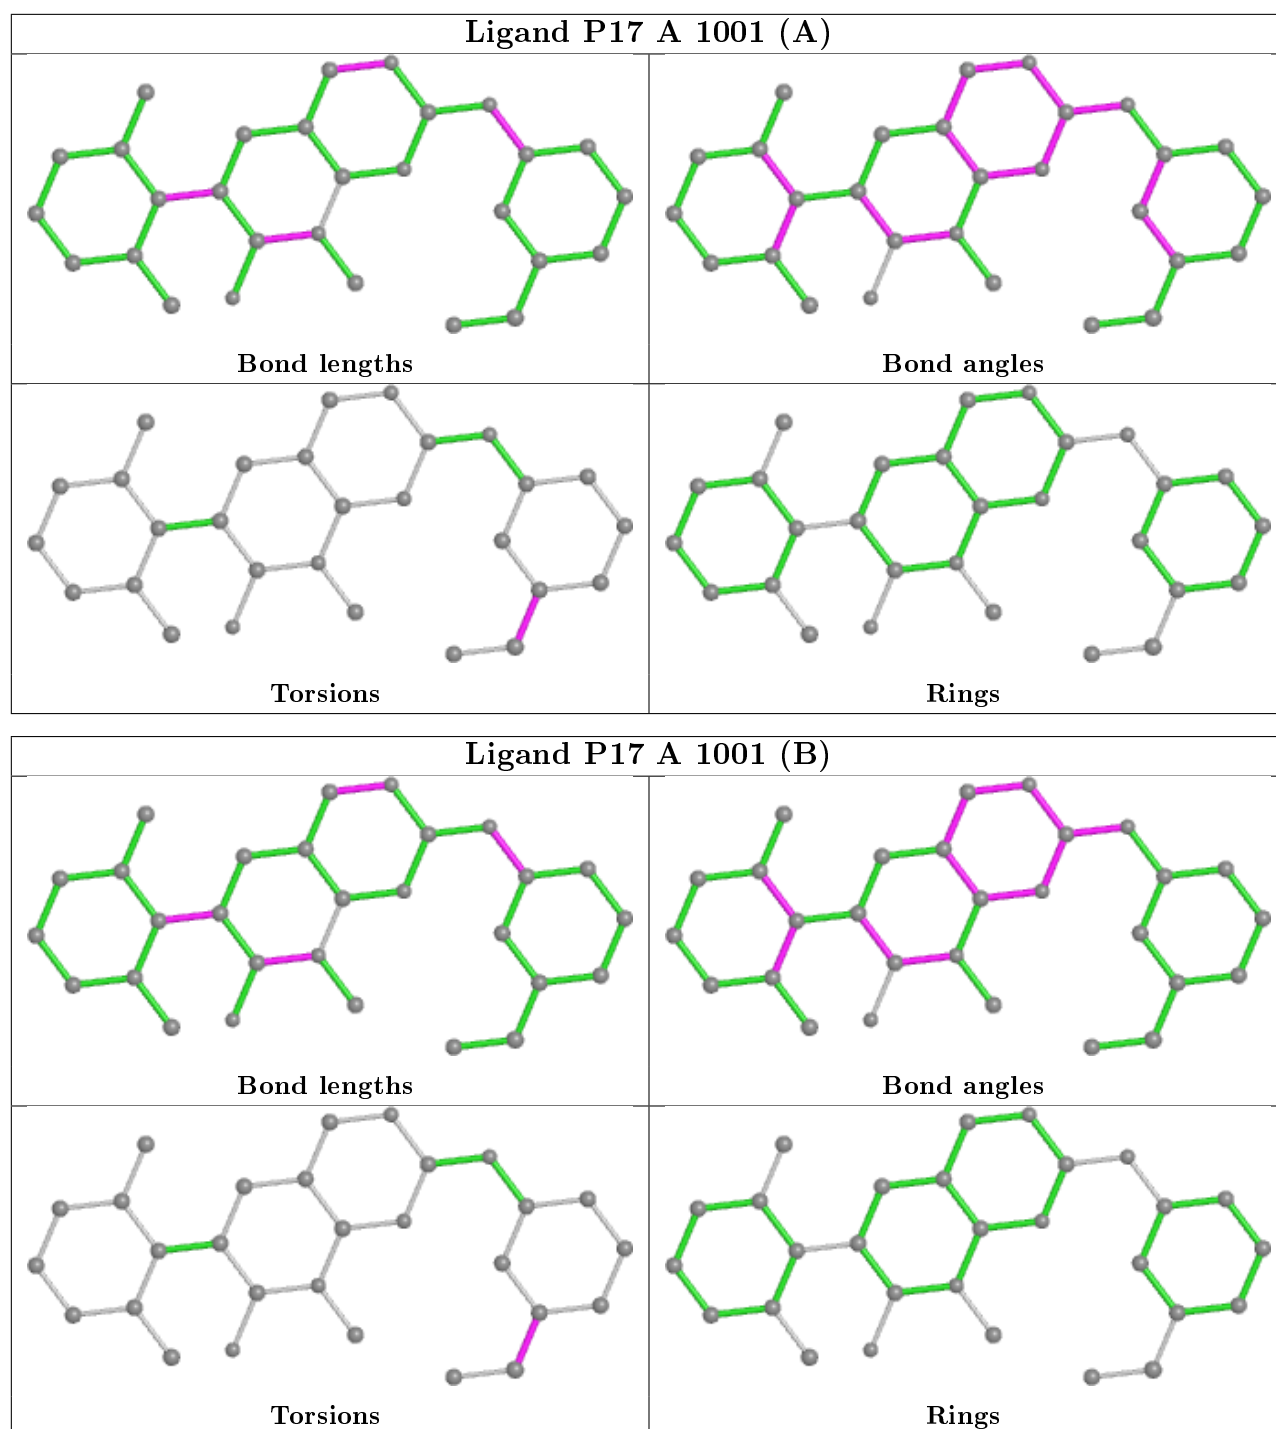 Ligand P17 A 1001 (A)
Bond lengths
Bond angles
Torsions
Rings
Ligand P17 A 1001 (B)
Bond lengths
Bond angles
Torsions
Rings